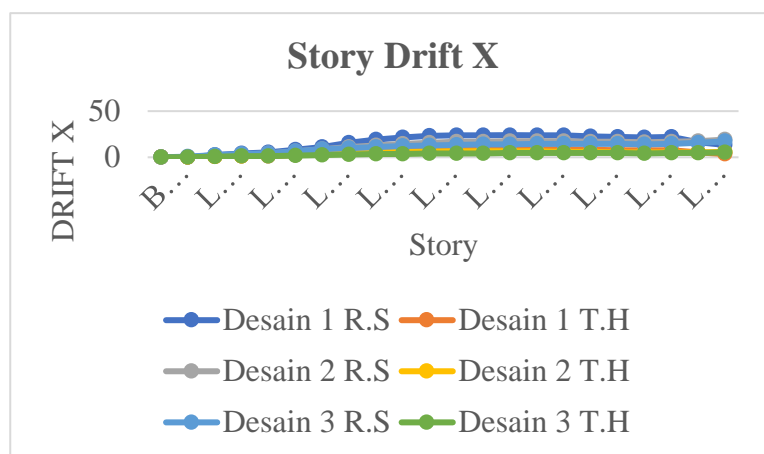 Story Drift X
50
0
DRIFT X
B… L… L… L… L… L… L… L… L… L… L…
Story
Desain 1 R.S Desain 1 T.H
Desain 2 R.S Desain 2 T.H
Desain 3 R.S Desain 3 T.H